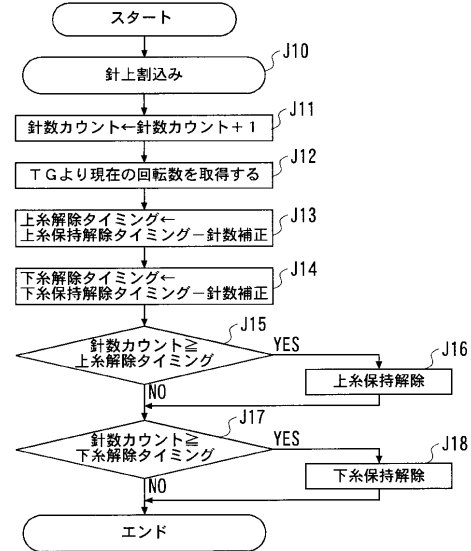 スタート
針上割込み
J10
針数カウント←針数カウント+1
J11
TGより現在の回転数を取得する
J12
上糸解除タイミング←
上糸保持解除タイミング−針数補正
J13
下糸解除タイミング←
下糸保持解除タイミング−針数補正
J14
針数カウント≧
上糸解除タイミング
J15
YES
上糸保持解除
J16
NO
針数カウント≧
下糸解除タイミング
J17
YES
下糸保持解除
J18
NO
エンド